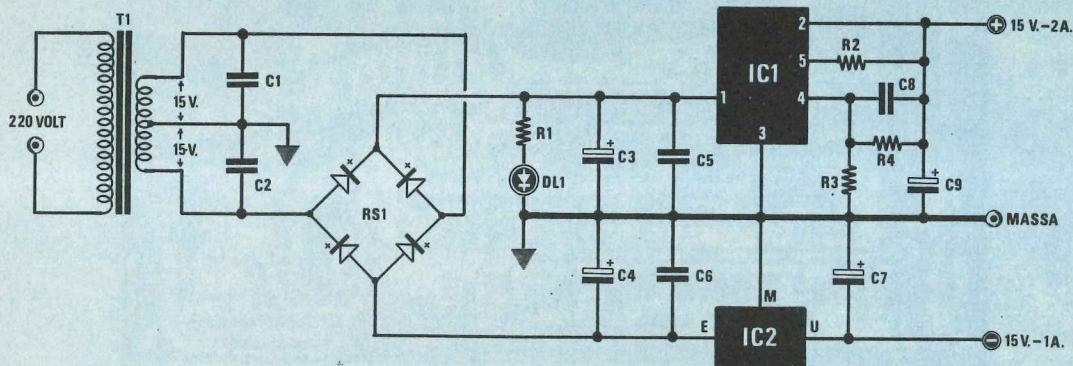 T1
220 VOLT
15 V.
15 V.
C1
C2
RS1
R1
DL1
C3
C4
C5
C6
1
IC1
2
5
4
3
R2
C8
R4
R3
C9
15 V.-2A.
MASSA
C7
M
E
IC2
U
15 V.-1A.
+
+
+
+